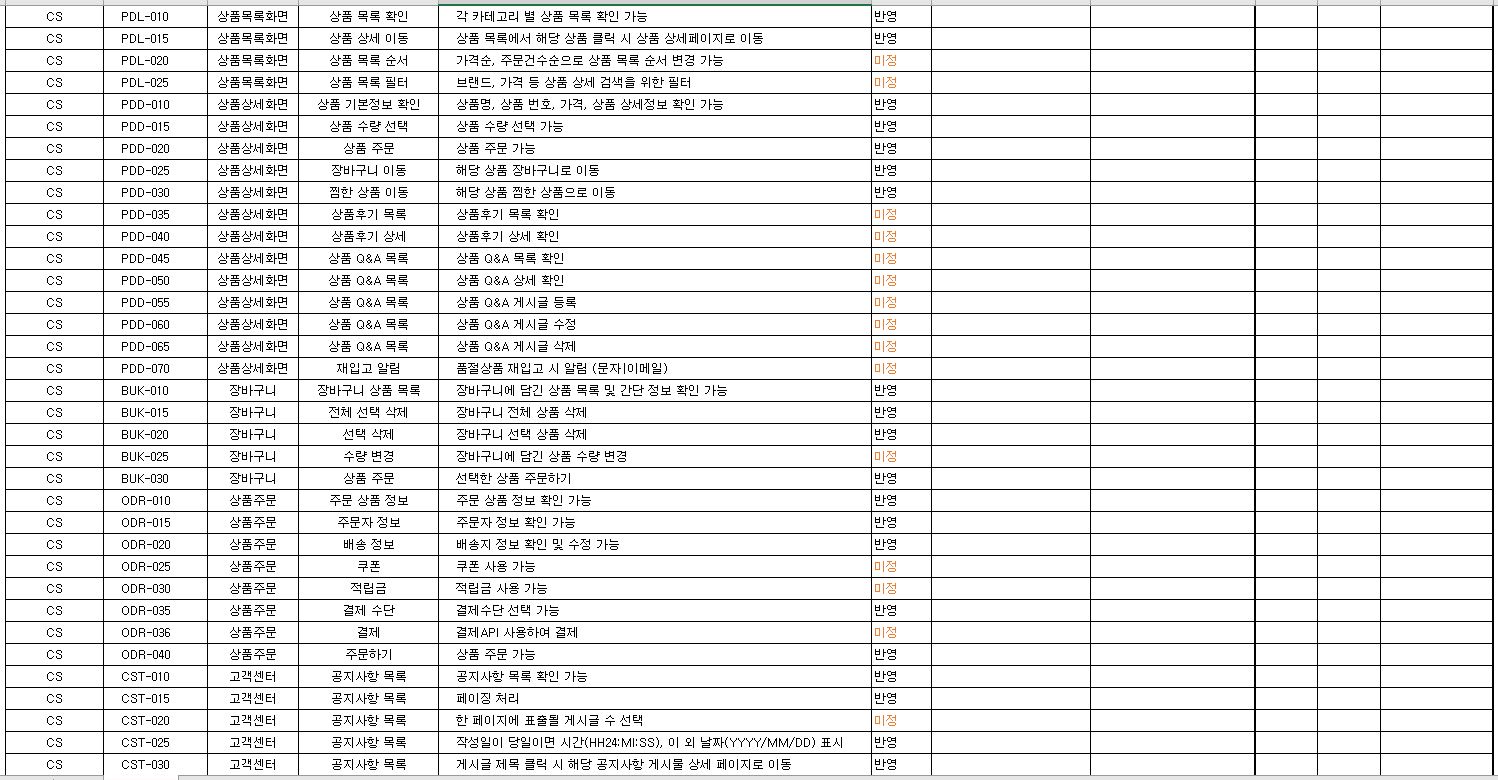 CS PDL-010 상품목록화면 상품 목록 확인 각 카테고리 별 상품 목록 확인 가능 반영
CS PDL-015 상품목록화면 상품 상세 이동 상품 목록에서 해당 상품 클릭 시 상품 상세페이지로 이동 반영
CS PDL-020 상품목록화면 상품 목록 순서 가격순, 주문건수순으로 상품 목록 순서 변경 가능 미정
CS PDL-025 상품목록화면 상품 목록 필터 브랜드, 가격 등 상품 상세 검색을 위한 필터 미정
CS PDD-010 상품상세화면 상품 기본정보 확인 상품명, 상품 번호, 가격, 상품 상세정보 확인 가능 반영
CS PDD-015 상품상세화면 상품 수량 선택 상품 수량 선택 가능 반영
CS PDD-020 상품상세화면 상품 주문 상품 주문 가능 반영
CS PDD-025 상품상세화면 장바구니 이동 해당 상품 장바구니로 이동 반영
CS PDD-030 상품상세화면 찜한 상품 이동 해당 상품 찜한 상품으로 이동 반영
CS PDD-035 상품상세화면 상품후기 목록 상품후기 목록 확인 미정
CS PDD-040 상품상세화면 상품후기 상세 상품후기 상세 확인 미정
CS PDD-045 상품상세화면 상품 Q&A 목록 상품 Q&A 목록 확인 미정
CS PDD-050 상품상세화면 상품 Q&A 목록 상품 Q&A 상세 확인 미정
CS PDD-055 상품상세화면 상품 Q&A 목록 상품 Q&A 게시글 등록 미정
CS PDD-060 상품상세화면 상품 Q&A 목록 상품 Q&A 게시글 수정 미정
CS PDD-065 상품상세화면 상품 Q&A 목록 상품 Q&A 게시글 삭제 미정
CS PDD-070 상품상세화면 재입고 알림 품절상품 재입고 시 알림 (문자|이메일) 미정
CS BUK-010 장바구니 장바구니 상품 목록 장바구니에 담긴 상품 목록 및 간단 정보 확인 가능 반영
CS BUK-015 장바구니 전체 선택 삭제 장바구니 전체 상품 삭제 반영
CS BUK-020 장바구니 선택 삭제 장바구니 선택 상품 삭제 반영
CS BUK-025 장바구니 수량 변경 장바구니에 담긴 상품 수량 변경 미정
CS BUK-030 장바구니 상품 주문 선택한 상품 주문하기 반영
CS ODR-010 상품주문 주문 상품 정보 주문 상품 정보 확인 가능 반영
CS ODR-015 상품주문 주문자 정보 주문자 정보 확인 가능 반영
CS ODR-020 상품주문 배송 정보 배송지 정보 확인 및 수정 가능 반영
CS ODR-025 상품주문 쿠폰 쿠폰 사용 가능 미정
CS ODR-030 상품주문 적립금 적립금 사용 가능 미정
CS ODR-035 상품주문 결제 수단 결제수단 선택 가능 반영
CS ODR-036 상품주문 결제 결제API 사용하여 결제 미정
CS ODR-040 상품주문 주문하기 상품 주문 가능 반영
CS CST-010 고객센터 공지사항 목록 공지사항 목록 확인 가능 반영
CS CST-015 고객센터 공지사항 목록 페이징 처리 반영
CS CST-020 고객센터 공지사항 목록 한 페이지에 표출될 게시글 수 선택 미정
CS CST-025 고객센터 공지사항 목록 작성일이 당일이면 시간(HH24:MI:SS), 이 외 날짜(YYYY/MM/DD) 표시 반영
CS CST-030 고객센터 공지사항 목록 게시글 제목 클릭 시 해당 공지사항 게시물 상세 페이지로 이동 반영